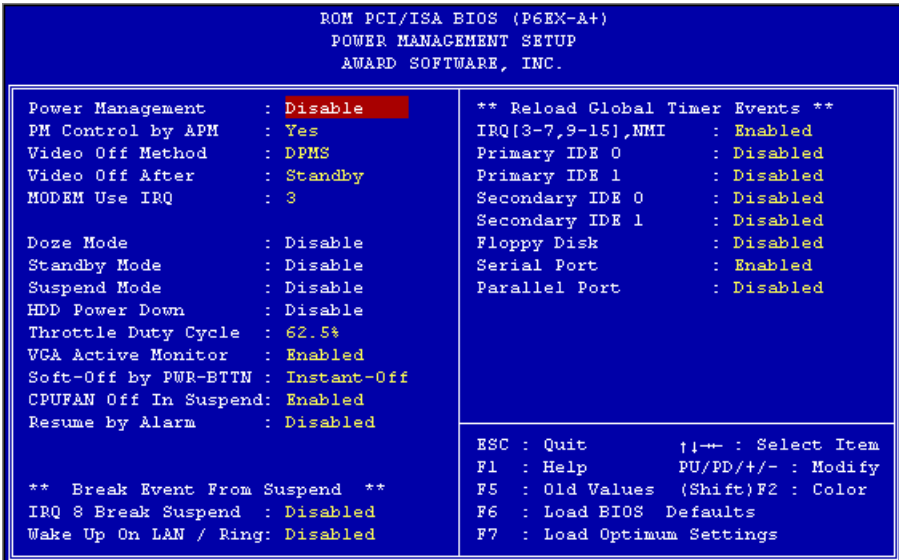 ROM PCI/ISA BIOS (P6EX-A+)
POWER MANAGEMENT SETUP
AWARD SOFTWARE, INC.
Power Management : Disable
PM Control by APM : Yes
Video Off Method : DPMS
Video Off After : Standby
MODEM Use IRQ : 3
Doze Mode : Disable
Standby Mode : Disable
Suspend Mode : Disable
HDD Power Down : Disable
Throttle Duty Cycle : 62.5%
VGA Active Monitor : Enabled
Soft-Off by PWR-BTTN : Instant-Off
CPUFAN Off In Suspend: Enabled
Resume by Alarm : Disabled
** Break Event From Suspend **
IRQ 8 Break Suspend : Disabled
Wake Up On LAN / Ring: Disabled
** Reload Global Timer Events **
IRQ[3-7,9-15],NMI : Enabled
Primary IDE 0 : Disabled
Primary IDE 1 : Disabled
Secondary IDE 0 : Disabled
Secondary IDE 1 : Disabled
Floppy Disk : Disabled
Serial Port : Enabled
Parallel Port : Disabled
ESC : Quit ↑↓→← : Select Item
F1 : Help PU/PD/+/- : Modify
F5 : Old Values (Shift)F2 : Color
F6 : Load BIOS Defaults
F7 : Load Optimum Settings